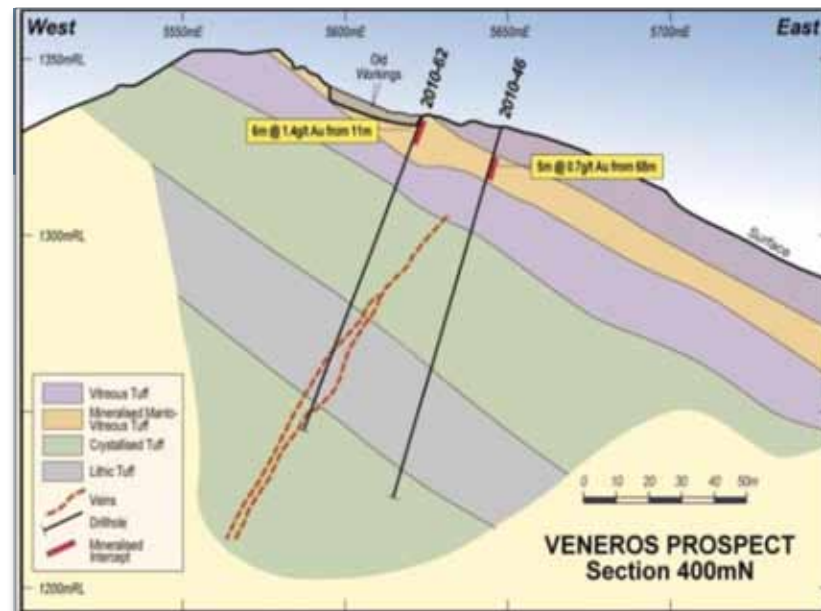 West
5550mE
5600mE
5650mE
5700mE
East
1350mRL
Old
Workings
2010-62
2010-46
6m @ 1.4g/t Au from 11m
5m @ 0.7g/t Au from 68m
1300mRL
Surface
Vitreous Tuff
Mineralised Manto-
Vitreous Tuff
Crystallised Tuff
Lithic Tuff
Veins
Drillhole
Mineralised
Intercept
0 10 20 30 40 50m
VENEROS PROSPECT
Section 400mN
1200mRL